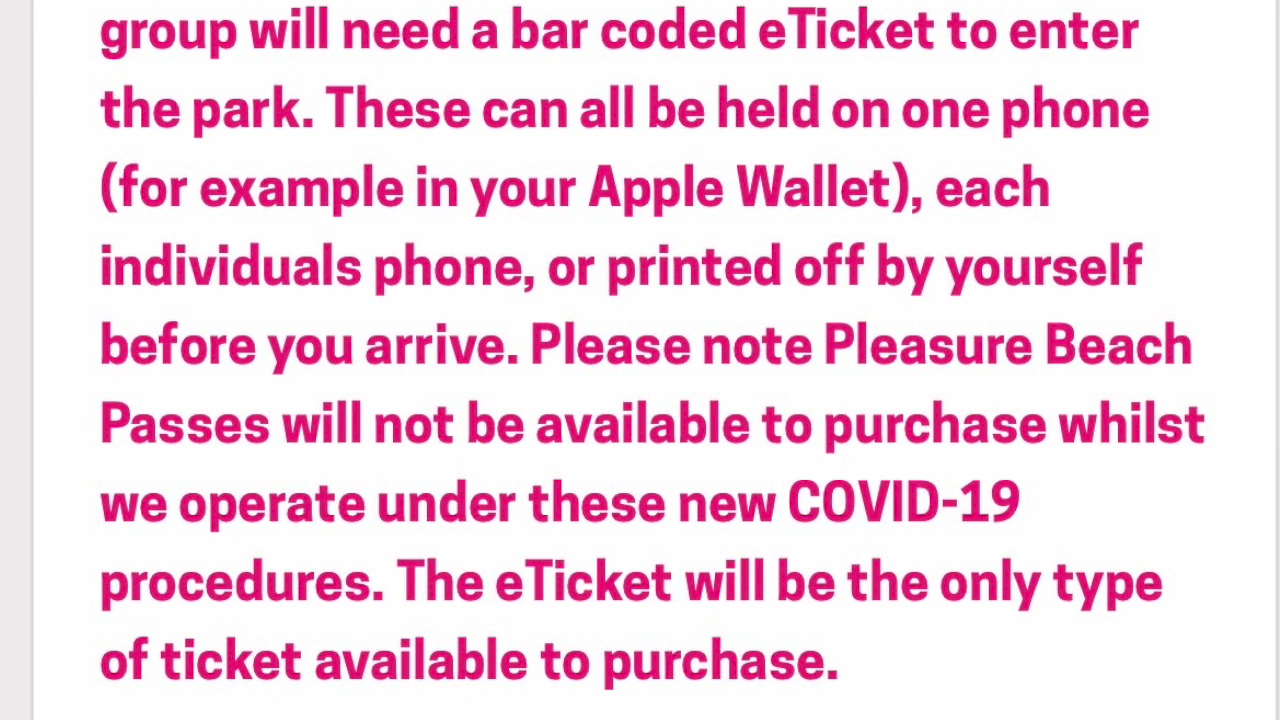 group will need a bar coded eTicket to enter
the park. These can all be held on one phone
(for example in your Apple Wallet), each
individuals phone, or printed off by yourself
before you arrive. Please note Pleasure Beach
Passes will not be available to purchase whilst
we operate under these new COVID-19
procedures. The eTicket will be the only type
of ticket available to purchase.